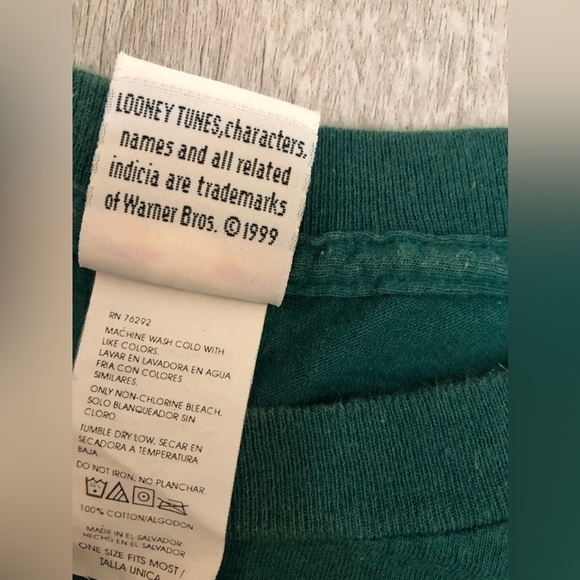 LOONEY TUNES, characters,
names and all related
indicia are trademarks
of Warner Bros. ©1999
RN 76292
MACHINE WASH COLD WITH
LIKE COLORS.
LAVAR EN LAVADORA EN AGUA
FRIA CON COLORES
SIMILARES.
ONLY NON-CHLORINE BLEACH.
SOLO BLANQUEADOR SIN
CLORO.
TUMBLE DRY LOW. SECAR EN
SECADORA A TEMPERATURA
BAJA.
DO NOT IRON. NO PLANCHAR.
100% COTTON/ALGODON
MADE IN EL SALVADOR
HECHO EN EL SALVADOR
ONE SIZE FITS MOST/
TALLA UNICA